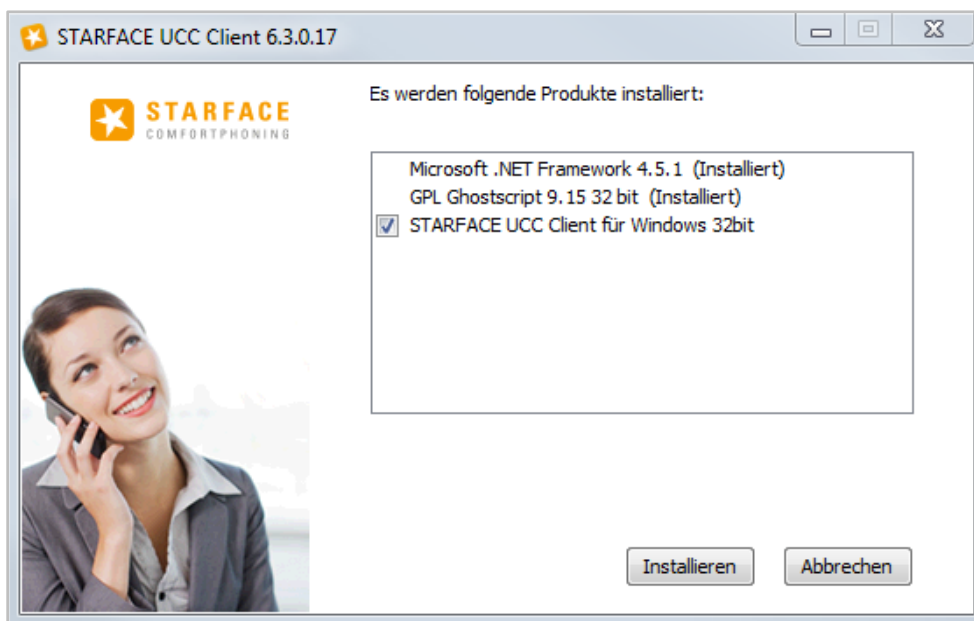 STARFACE UCC Client 6.3.0.17
STARFACE
COMFORTPHONING
Es werden folgende Produkte installiert:
Microsoft .NET Framework 4.5.1 (Installiert)
GPL Ghostscript 9.15 32 bit (Installiert)
STARFACE UCC Client für Windows 32bit
Installieren
Abbrechen